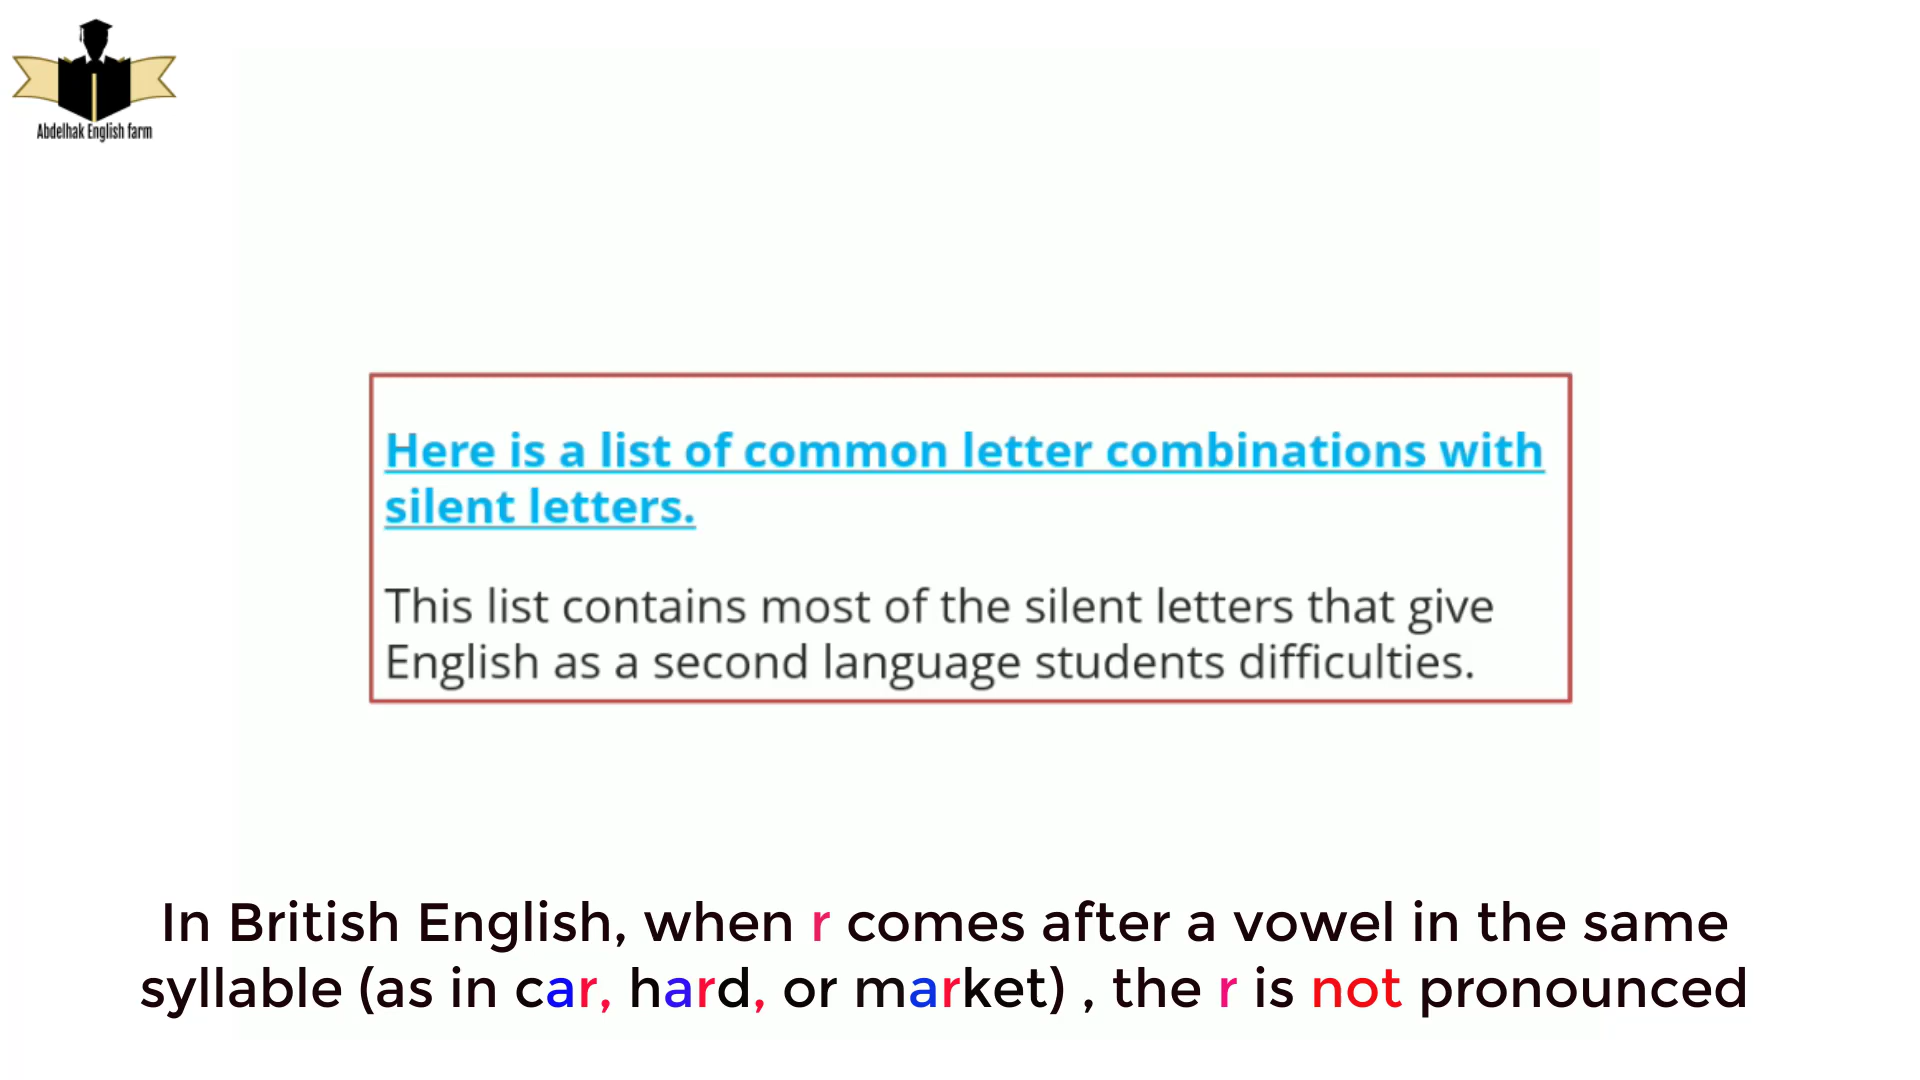 Abdelhak English farm
Here is a list of common letter combinations with
silent letters.
This list contains most of the silent letters that give
English as a second language students difficulties.
In British English, when r comes after a vowel in the same
syllable (as in car, hard, or market) , the r is not pronounced